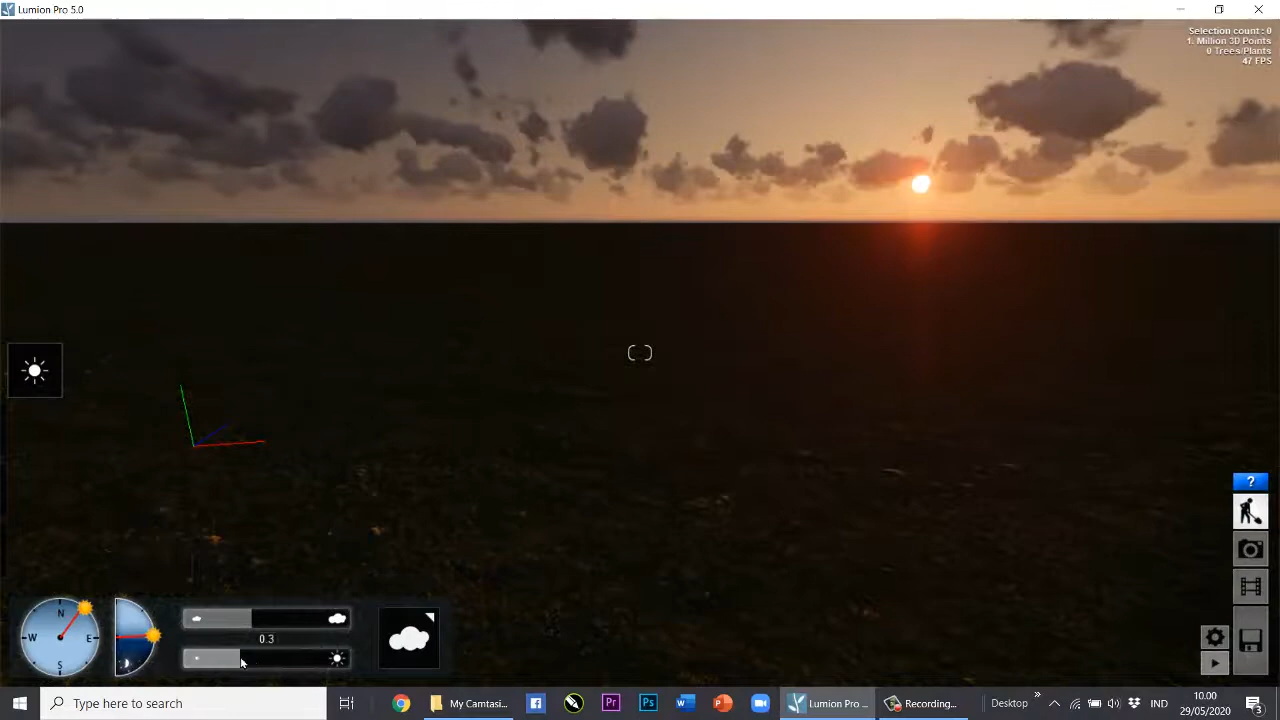 Lumion Pro 5.0
Selection count : 0
1. Million 3D Points
0 Trees/Plants
47 FPS
?
N
W
E
S
0.3
Type here to search
My Camtasi...
Lumion Pro ...
Recording...
Desktop
IND
10.00
29/05/2020
3